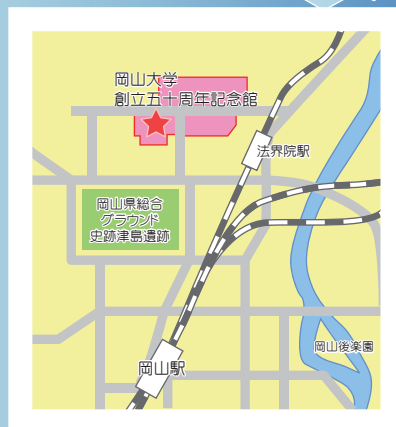 岡山大学
創立五十周年記念館
法界院駅
岡山県総合
グラウンド
史跡津島遺跡
岡山後楽園
岡山駅